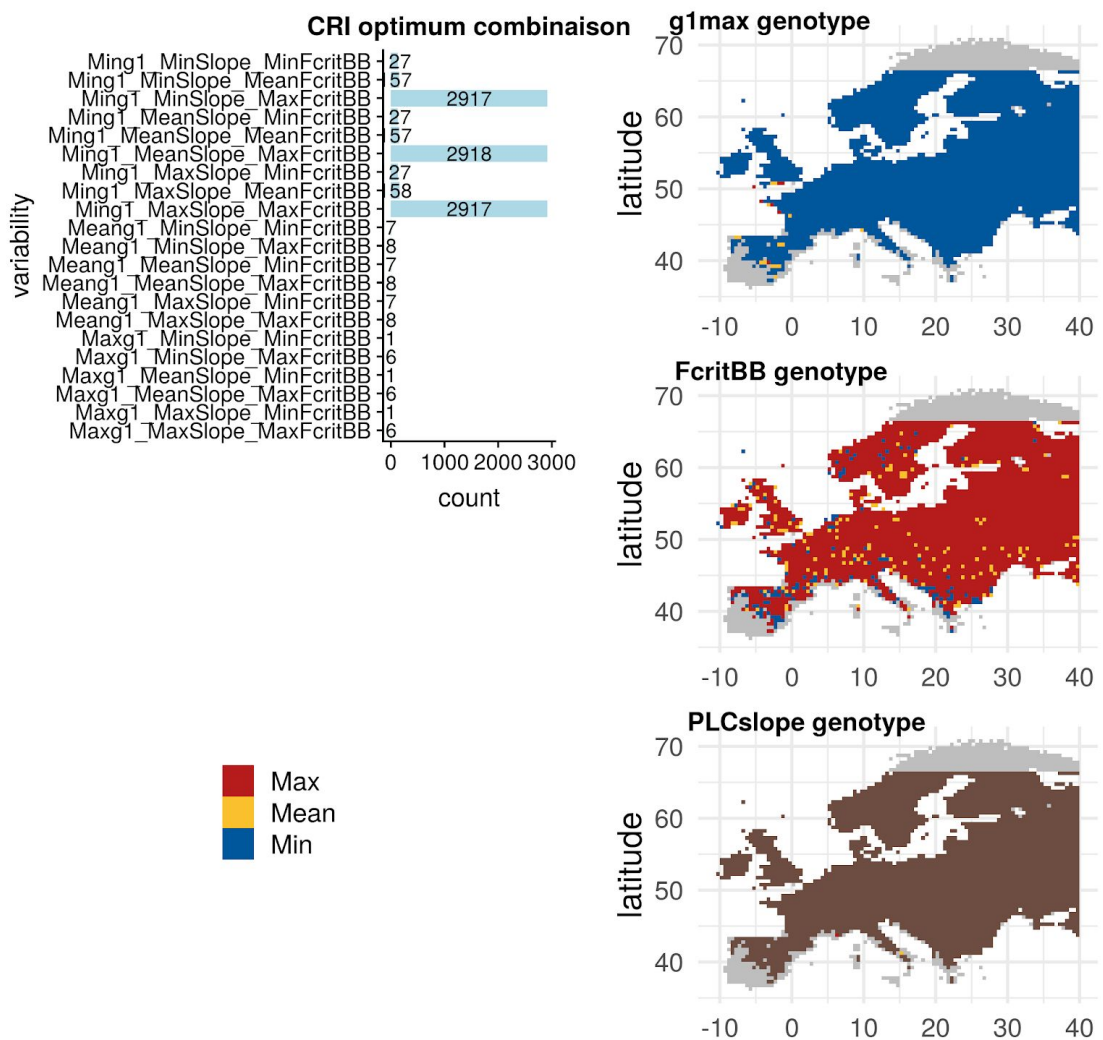 CRI optimum combinaison
variability
Ming1_MinSlope_MinFcritBB 27
Ming1_MinSlope_MeanFcritBB 157
Ming1_MinSlope_MaxFcritBB 2917
Ming1_MeanSlope_MinFcritBB 27
Ming1_MeanSlope_MeanFcritBB 157
Ming1_MeanSlope_MaxFcritBB 2918
Ming1_MaxSlope_MinFcritBB 27
Ming1_MaxSlope_MeanFcritBB 158
Ming1_MaxSlope_MaxFcritBB 2917
Meang1_MinSlope_MinFcritBB 7
Meang1_MinSlope_MaxFcritBB 8
Meang1_MeanSlope_MinFcritBB 7
Meang1_MeanSlope_MaxFcritBB 8
Meang1_MaxSlope_MinFcritBB 7
Meang1_MaxSlope_MaxFcritBB 8
Maxg1_MinSlope_MinFcritBB 1
Maxg1_MinSlope_MaxFcritBB 6
Maxg1_MeanSlope_MinFcritBB 1
Maxg1_MeanSlope_MaxFcritBB 6
Maxg1_MaxSlope_MinFcritBB 1
Maxg1_MaxSlope_MaxFcritBB 6
0 1000 2000 3000
count
Max
Mean
Min
g1max genotype
latitude
70
60
50
40
-10 0 10 20 30 40
FcritBB genotype
latitude
70
60
50
40
-10 0 10 20 30 40
PLCslope genotype
latitude
70
60
50
40
-10 0 10 20 30 40